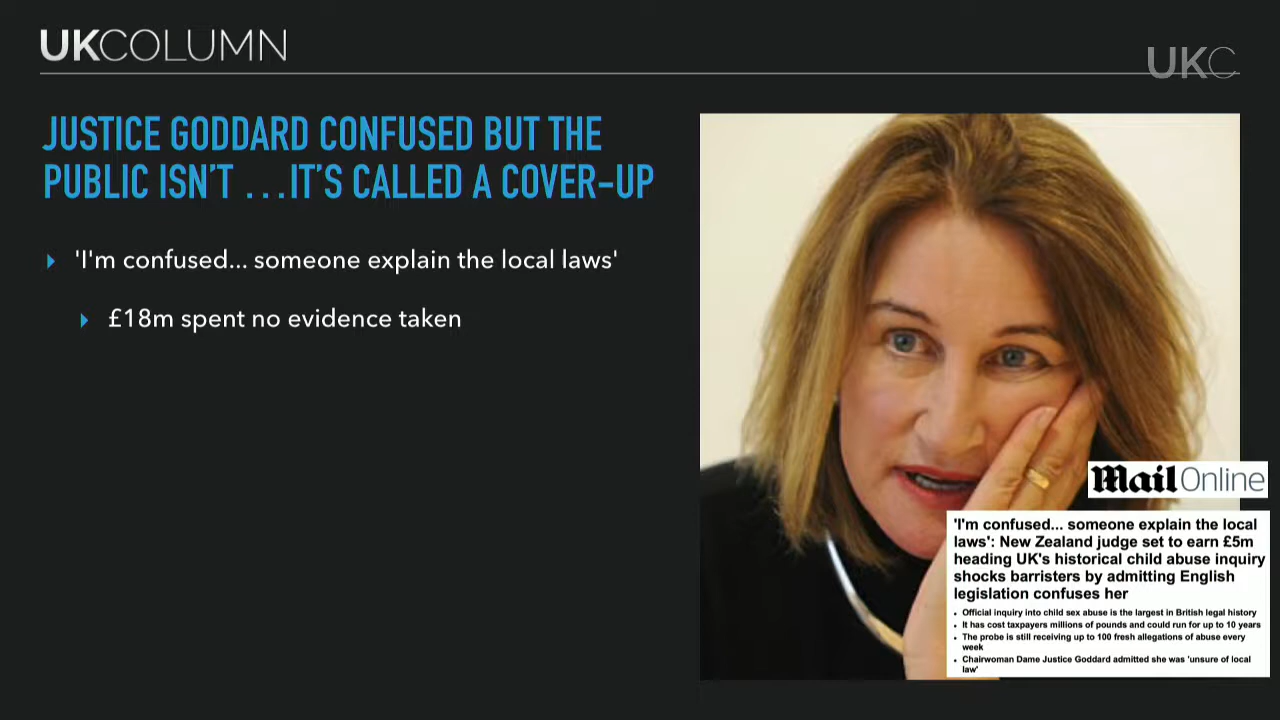 UKCOLUMN
UKC
JUSTICE GODDARD CONFUSED BUT THE
PUBLIC ISN'T ...IT'S CALLED A COVER-UP
'I'm confused... someone explain the local laws'
£18m spent no evidence taken
Mail Online
'I'm confused... someone explain the local
laws': New Zealand judge set to earn £5m
heading UK's historical child abuse inquiry
shocks barristers by admitting English
legislation confuses her
• Official inquiry into child sex abuse is the largest in British legal history
• It has cost taxpayers millions of pounds and could run for up to 10 years
• The probe is still receiving up to 100 fresh allegations of abuse every
week
• Chairwoman Dame Justice Goddard admitted she was 'unsure of local
law'